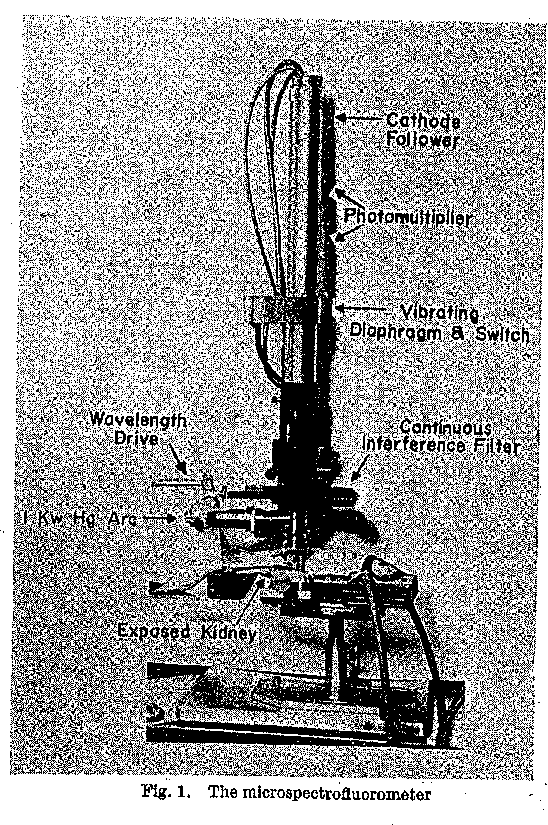 Cathode
Follower
Photomultiplier
Vibrating
Diaphragm & Switch
Wavelength
Drive
Continuous
Interference Filter
1 Kw Hg Arc
Exposed Kidney
Fig. 1. The microspectrofluorometer